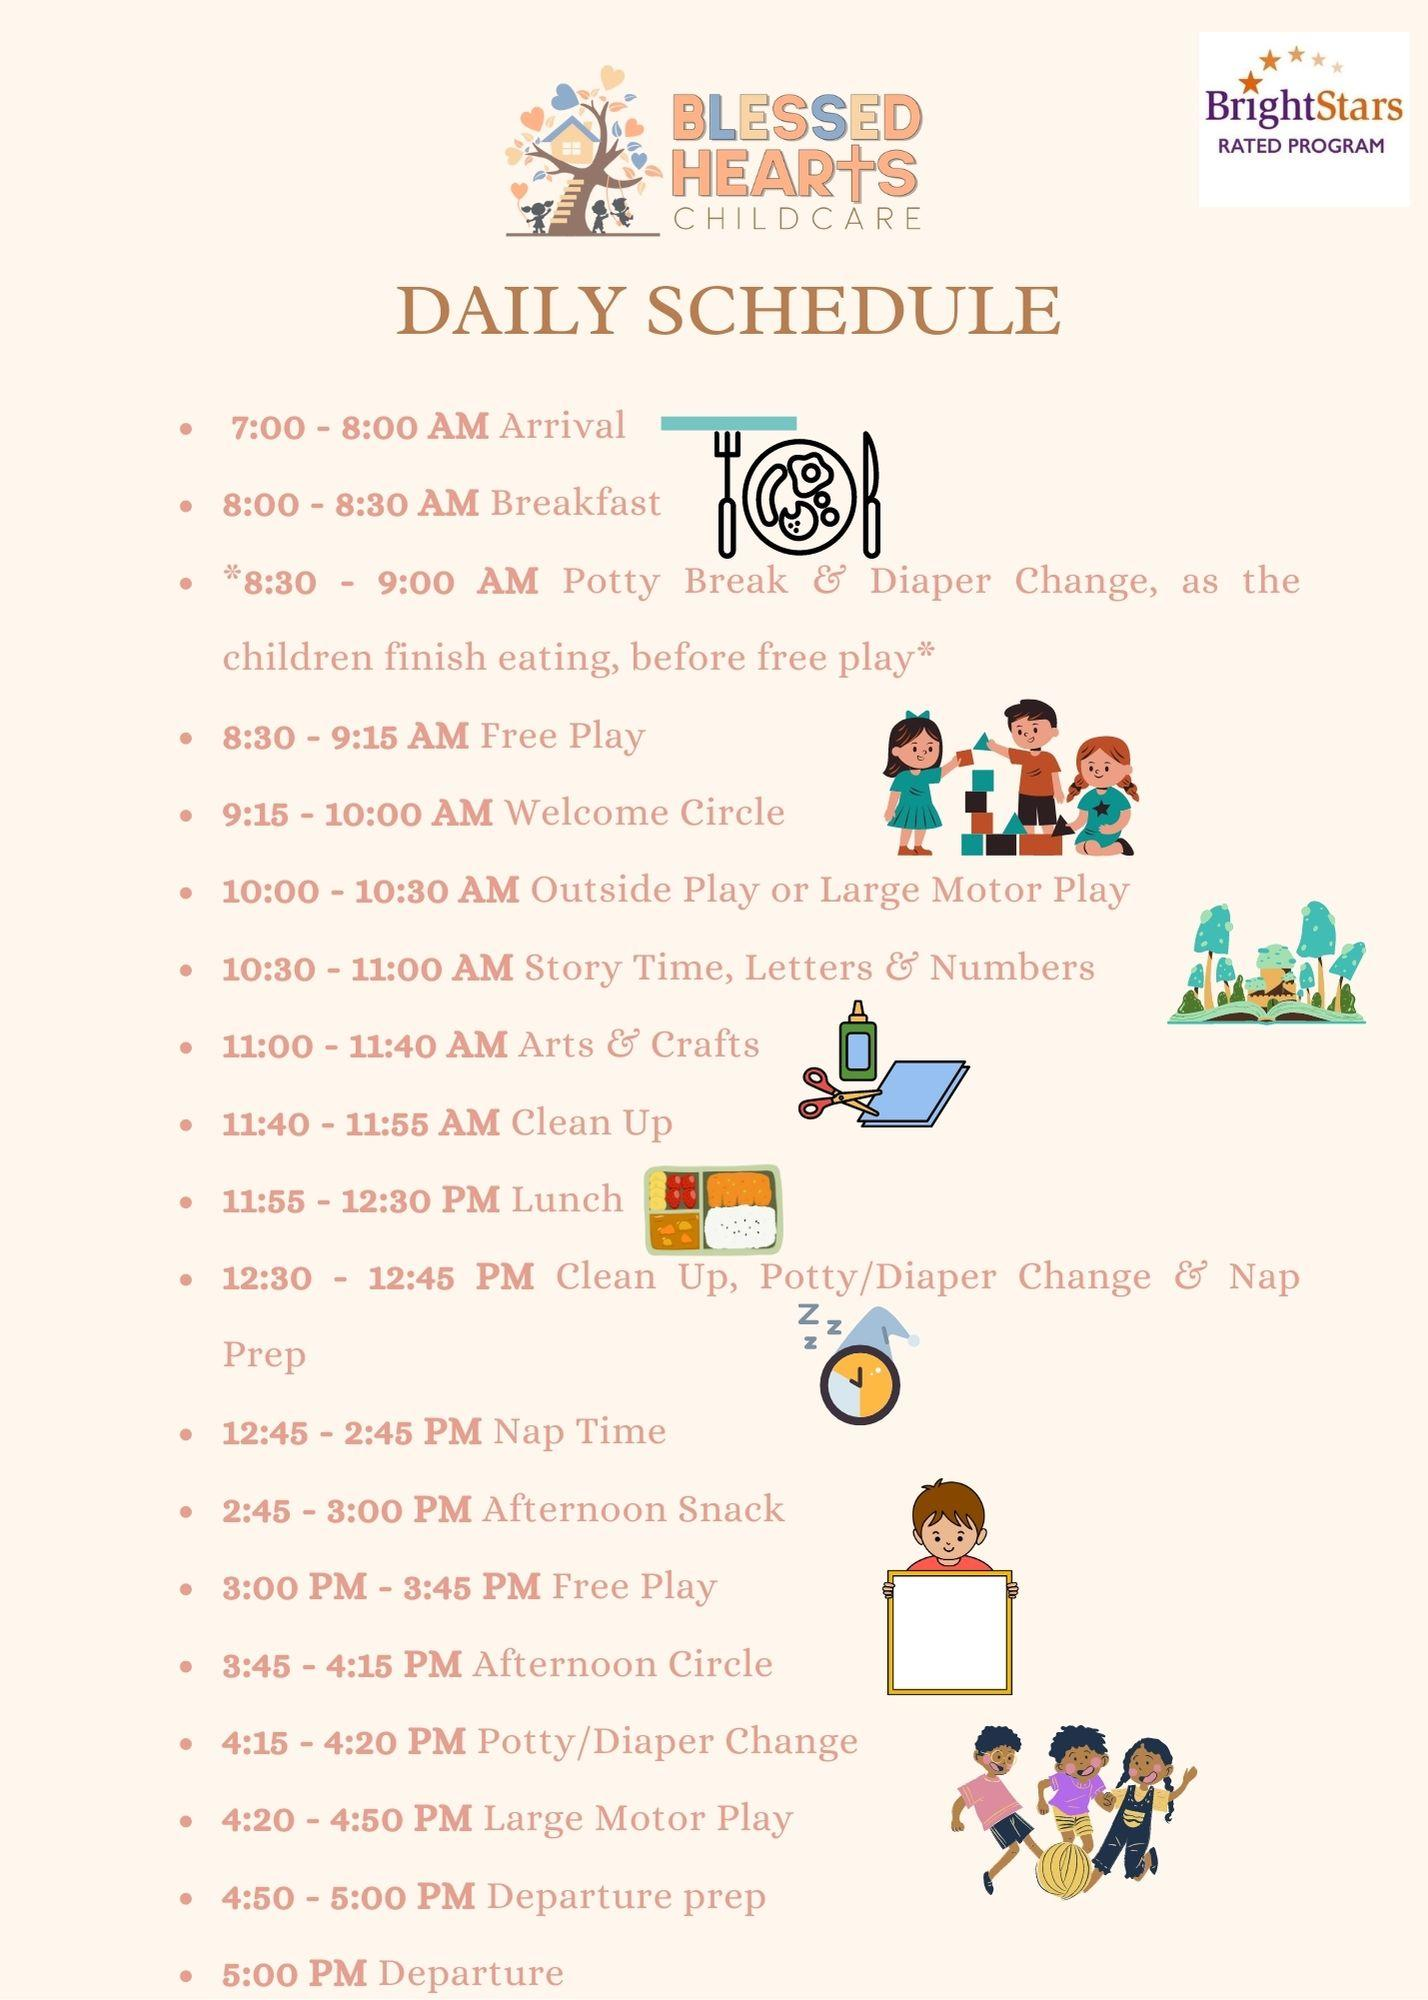 BrightStars
RATED PROGRAM
BLESSED
HEARTS
CHILDCARE
DAILY SCHEDULE
• 7:00 - 8:00 AM Arrival
• 8:00 - 8:30 AM Breakfast
• *8:30 - 9:00 AM Potty Break & Diaper Change, as the
children finish eating, before free play*
• 8:30 - 9:15 AM Free Play
• 9:15 - 10:00 AM Welcome Circle
• 10:00 - 10:30 AM Outside Play or Large Motor Play
• 10:30 - 11:00 AM Story Time, Letters & Numbers
• 11:00 - 11:40 AM Arts & Crafts
• 11:40 - 11:55 AM Clean Up
• 11:55 - 12:30 PM Lunch
• 12:30 - 12:45 PM Clean Up, Potty/Diaper Change & Nap
Prep
Z z z
• 12:45 - 2:45 PM Nap Time
• 2:45 - 3:00 PM Afternoon Snack
• 3:00 PM - 3:45 PM Free Play
• 3:45 - 4:15 PM Afternoon Circle
• 4:15 - 4:20 PM Potty/Diaper Change
• 4:20 - 4:50 PM Large Motor Play
• 4:50 - 5:00 PM Departure prep
• 5:00 PM Departure